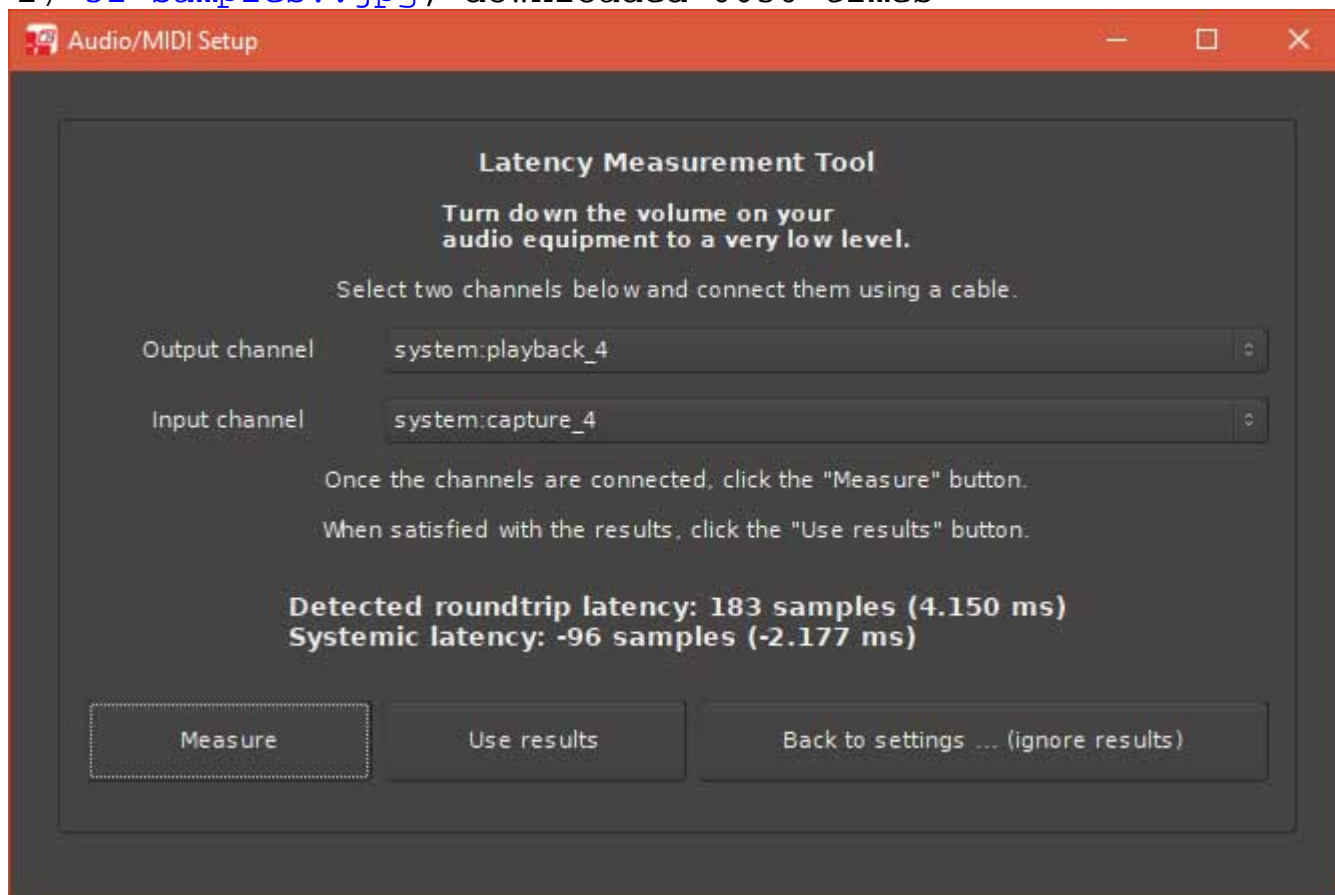 Audio/MIDI Setup
Latency Measurement Tool
Turn down the volume on your
audio equipment to a very low level.
Select two channels below and connect them using a cable.
Output channel system:playback_4
Input channel system:capture_4
Once the channels are connected, click the "Measure" button.
When satisfied with the results, click the "Use results" button.
Detected roundtrip latency: 183 samples (4.150 ms)
Systemic latency: -96 samples (-2.177 ms)
Measure Use results Back to settings ... (ignore results)